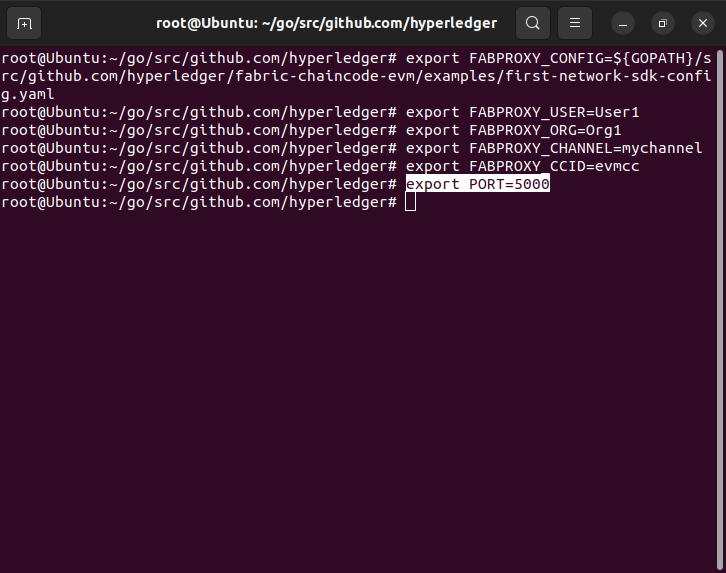 root@Ubuntu: ~/go/src/github.com/hyperledger
root@Ubuntu:~/go/src/github.com/hyperledger# export FABPROXY_CONFIG=${GOPATH}/s
rc/github.com/hyperledger/fabric-chaincode-evm/examples/first-network-sdk-confi
g.yaml
root@Ubuntu:~/go/src/github.com/hyperledger# export FABPROXY_USER=User1
root@Ubuntu:~/go/src/github.com/hyperledger# export FABPROXY_ORG=Org1
root@Ubuntu:~/go/src/github.com/hyperledger# export FABPROXY_CHANNEL=mychannel
root@Ubuntu:~/go/src/github.com/hyperledger# export FABPROXY_CCID=evmcc
root@Ubuntu:~/go/src/github.com/hyperledger# export PORT=5000
root@Ubuntu:~/go/src/github.com/hyperledger#